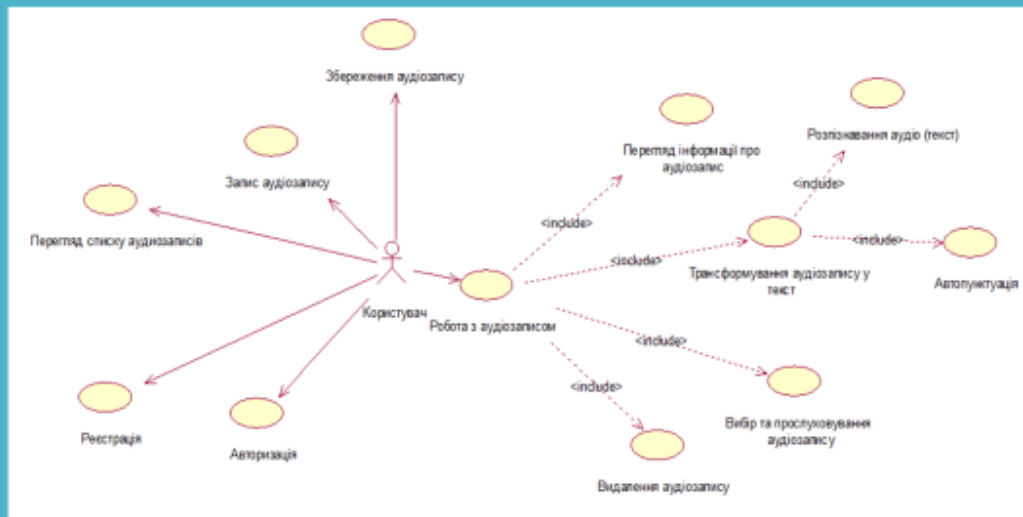 Збереження аудіозапису
Розпізнавання аудіо (текст)
Перегляд інформації про
аудіозапис
Запис аудіозапису
<include>
Перегляд списку аудиозаписів
<include>
<include>
<include>
Трансформування аудіозапису у
текст
Автопунктуація
Користувач
Робота з аудіозаписом
<include>
<include>
Вибір та прослуховування
аудіозапису
Реєстрація
Авторизація
Видалення аудіозапису